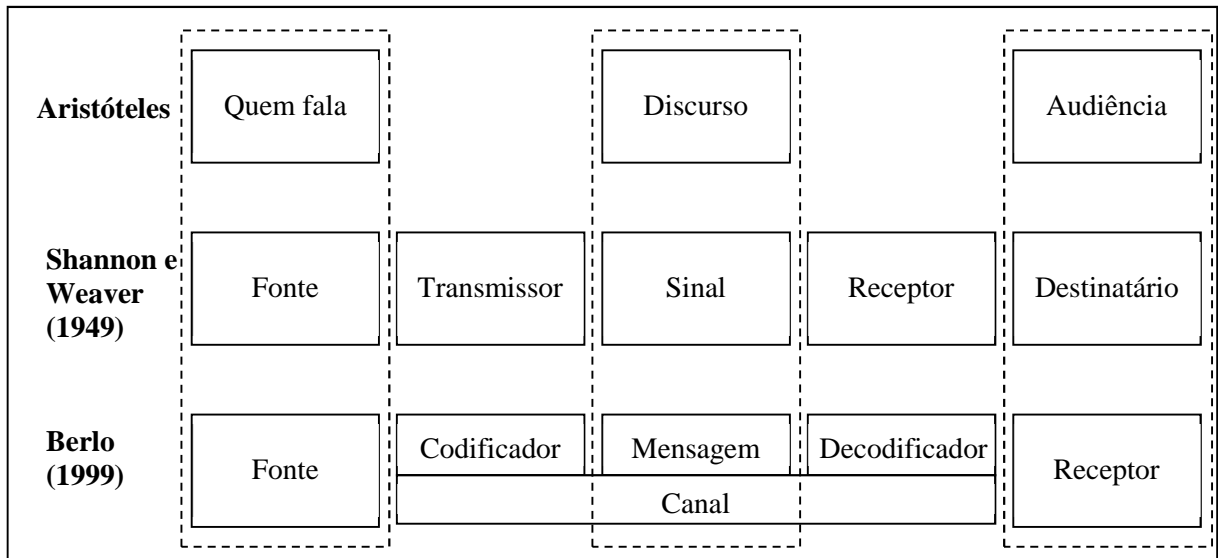 Aristóteles Quem fala Discurso Audiência
Shannon e
Weaver
(1949)
Fonte Transmissor Sinal Receptor Destinatário
Berlo
(1999)
Fonte Codificador Mensagem Decodificador Receptor
Canal